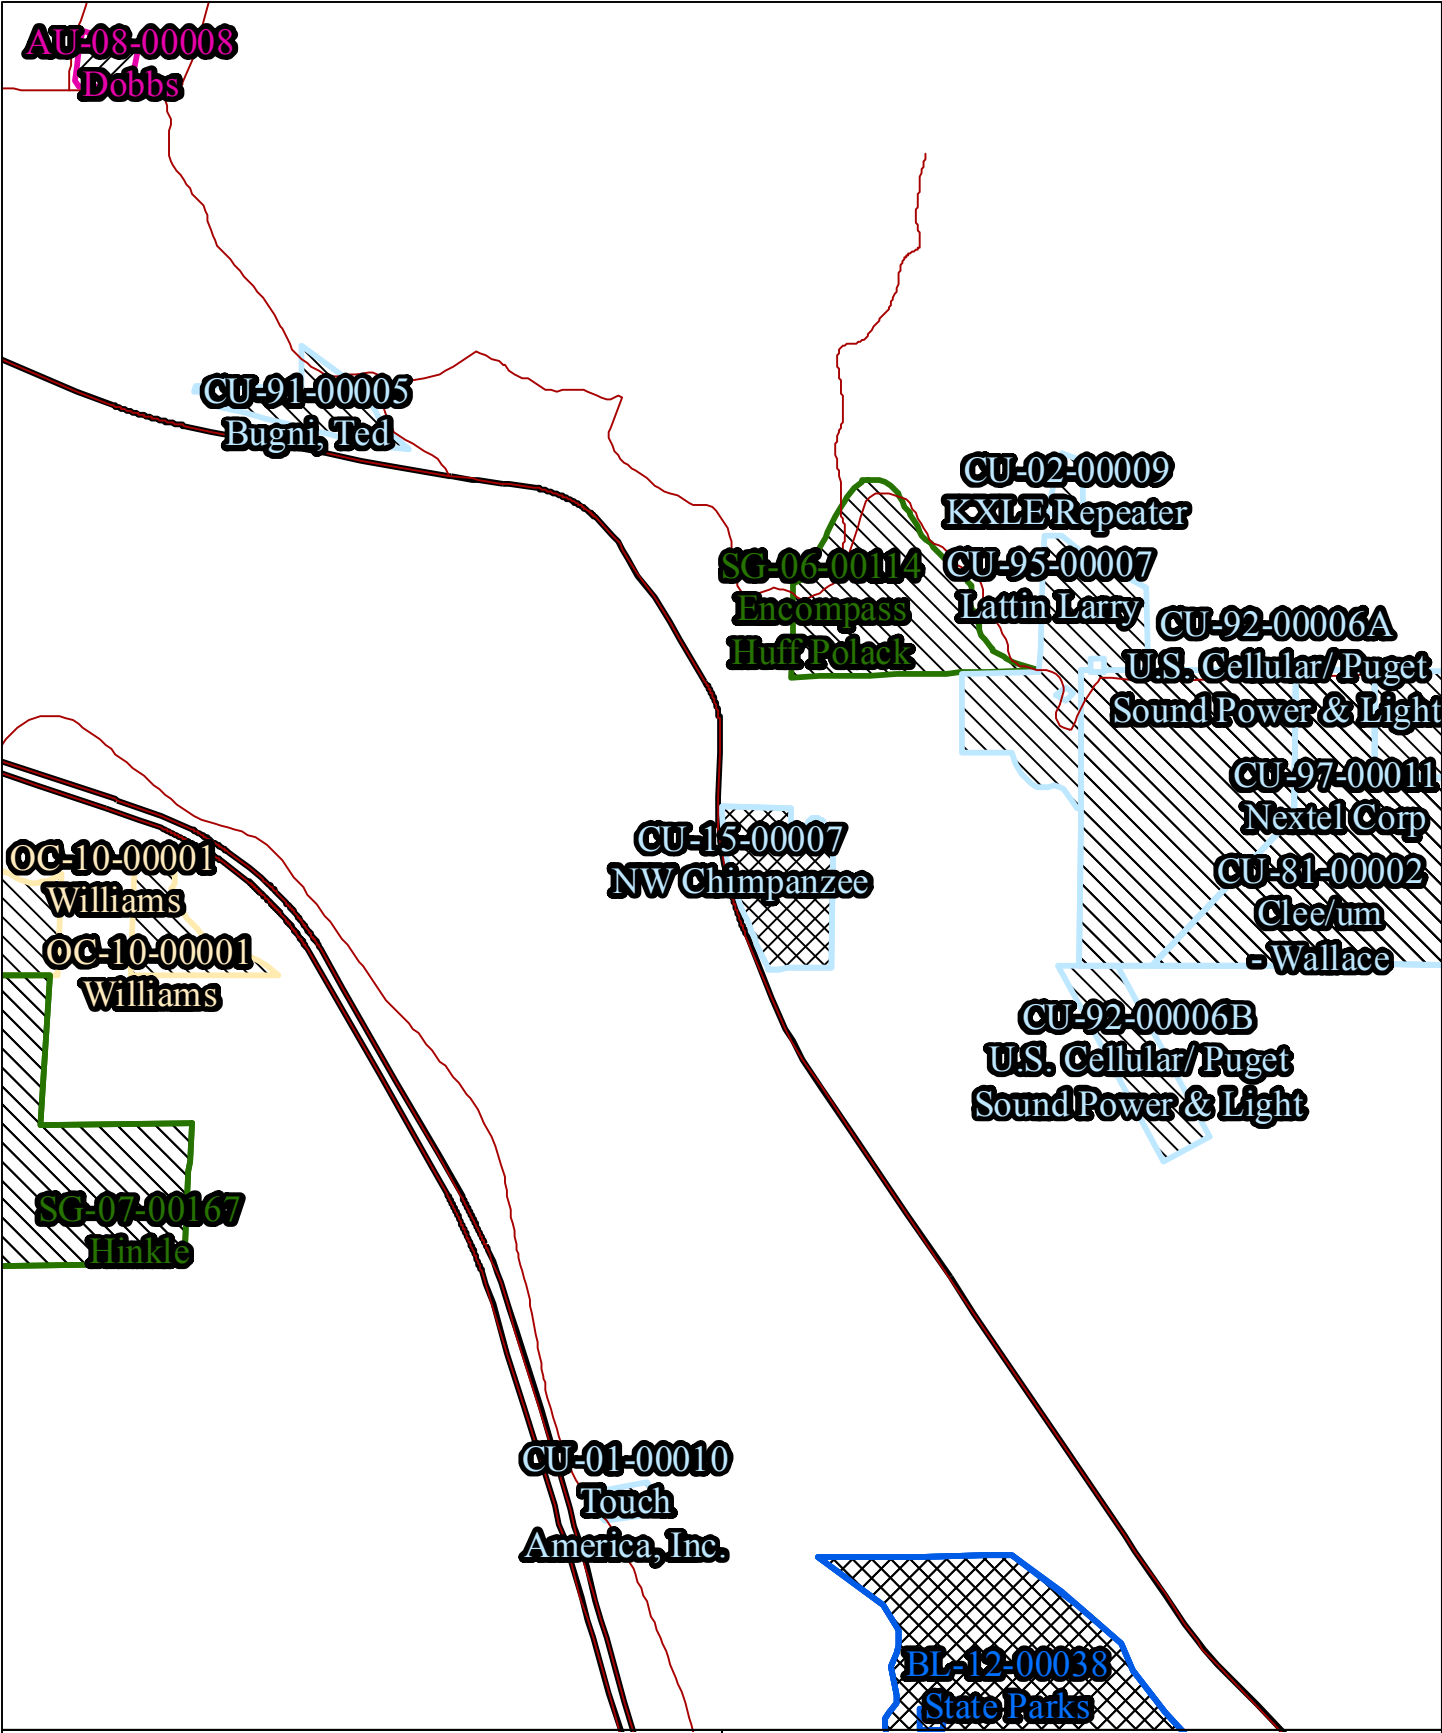 AU-08-00008
Dobbs
CU-91-00005
Bugni, Ted
CU-02-00009
KXLE Repeater
SG-06-00114
Encompass
Huff Polack
CU-95-00007
Lattin Larry
CU-92-00006A
U.S. Cellular/ Puget
Sound Power & Light
CU-97-00011
Nextel Corp
CU-15-00007
NW Chimpanzee
OC-10-00001
Williams
CU-81-00002
Clee/um
- Wallace
OC-10-00001
Williams
CU-92-00006B
U.S. Cellular/ Puget
Sound Power & Light
SG-07-00167
Hinkle
CU-01-00010
Touch
America, Inc.
BL-12-00038
State Parks